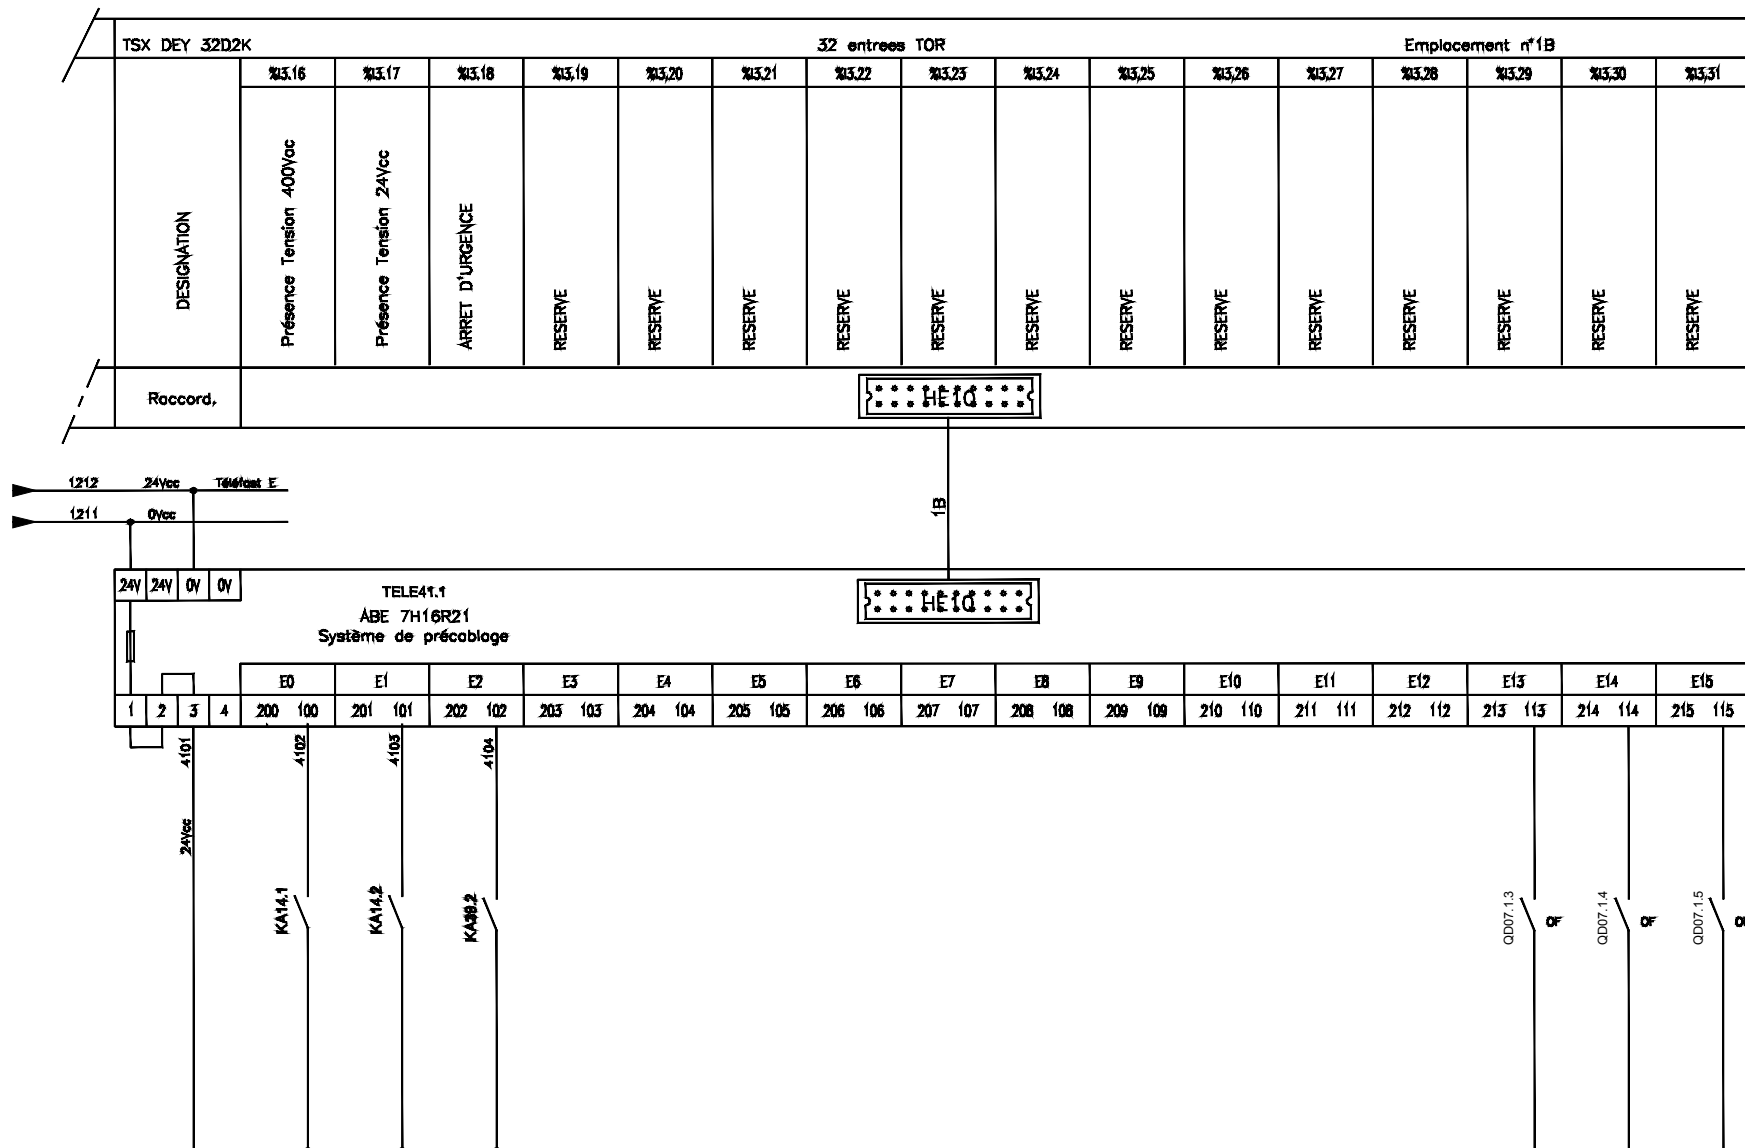 TSX DEY 32D2K 32 entrees TOR Emplacement n°1B
%I3.16 %I3.17 %I3.18 %I3,19 %I3,20 %I3.21 %I3.22 %I3.23 %I3,24 %I3,25 %I3,26 %I3,27 %I3.28 %I3.29 %I3,30 %I3,31
DESIGNATION
Présence Tension 400Vac
Présence Tension 24Vcc
ARRET D'URGENCE
RESERVE
RESERVE
RESERVE
RESERVE
RESERVE
RESERVE
RESERVE
RESERVE
RESERVE
RESERVE
RESERVE
RESERVE
RESERVE
Raccord,
HE10
1212 24Vcc Téléfast E
1211 0Vcc
1B
24V 24V 0V 0V
TELE41.1
ABE 7H16R21
Système de précablage
HE10
E0 E1 E2 E3 E4 E5 E6 E7 E8 E9 E10 E11 E12 E13 E14 E15
1 2 3 4 200 100 201 101 202 102 203 103 204 104 205 105 206 106 207 107 208 108 209 109 210 110 211 111 212 112 213 113 214 114 215 115
4101
4102
4103
4104
24Vcc
KA14.1
KA14.2
KA39.2
QD07.1.3
OF
QD07.1.4
OF
QD07.1.5